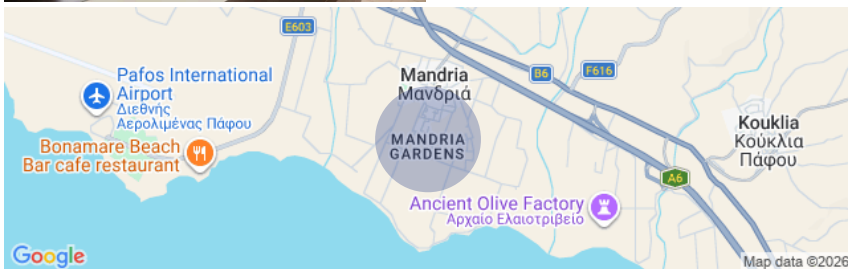 E603
Pafos International
Airport
Διεθνής
Αερολιμένας Πάφου
Bonamare Beach
Bar cafe restaurant
Mandria
Μανδριά
MANDRIA
GARDENS
B6
F616
Kouklia
Κούκλια
Πάφου
A6
Ancient Olive Factory
Αρχαίο Ελαιοτριβείο
Google
Map data ©2026